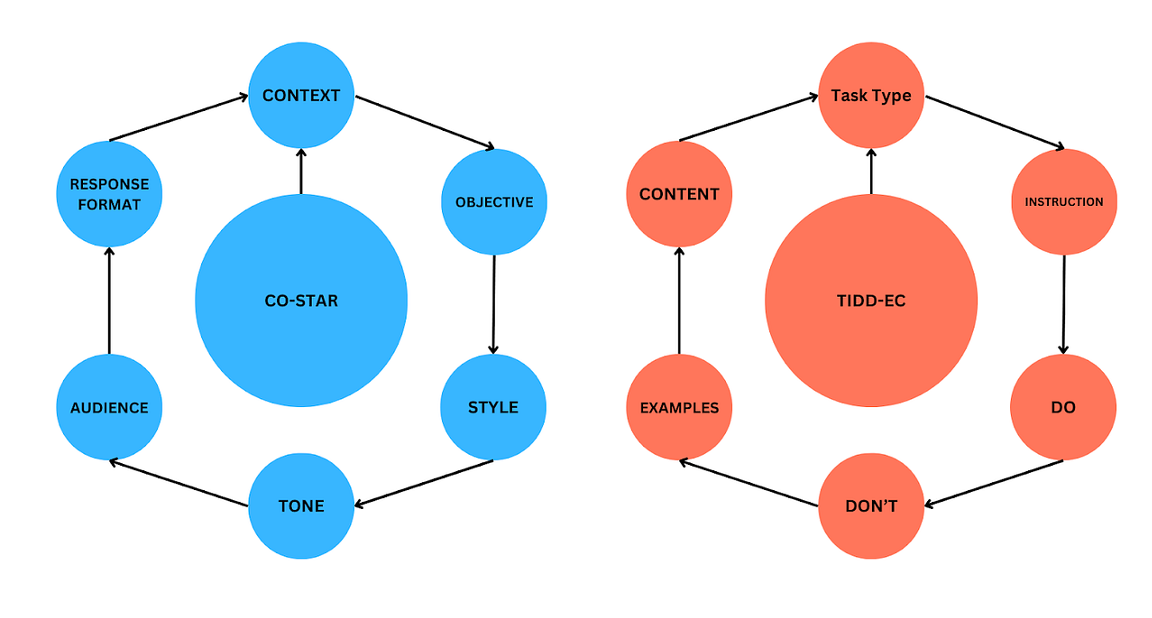 CONTEXT
RESPONSE
FORMAT
OBJECTIVE
CO-STAR
AUDIENCE
STYLE
TONE
Task Type
CONTENT
INSTRUCTION
TIDD-EC
EXAMPLES
DO
DON’T